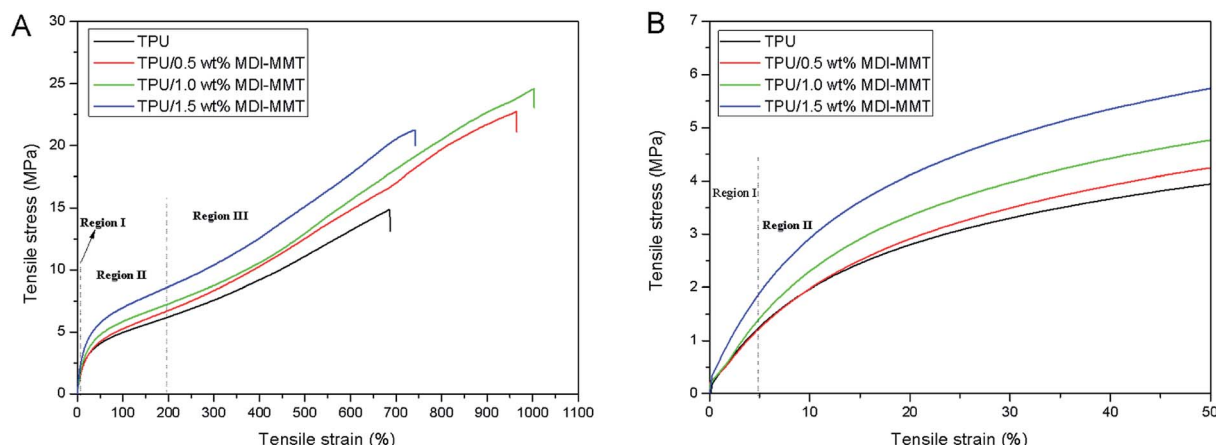 A
TPU
TPU/0.5 wt% MDI-MMT
TPU/1.0 wt% MDI-MMT
TPU/1.5 wt% MDI-MMT
Region I
Region II
Region III
Tensile stress (MPa)
0
5
10
15
20
25
30
0 100 200 300 400 500 600 700 800 900 1000 1100
Tensile strain (%)
B
TPU
TPU/0.5 wt% MDI-MMT
TPU/1.0 wt% MDI-MMT
TPU/1.5 wt% MDI-MMT
Region I
Region II
Tensile stress (MPa)
0
1
2
3
4
5
6
7
0 10 20 30 40 50
Tensile strain (%)